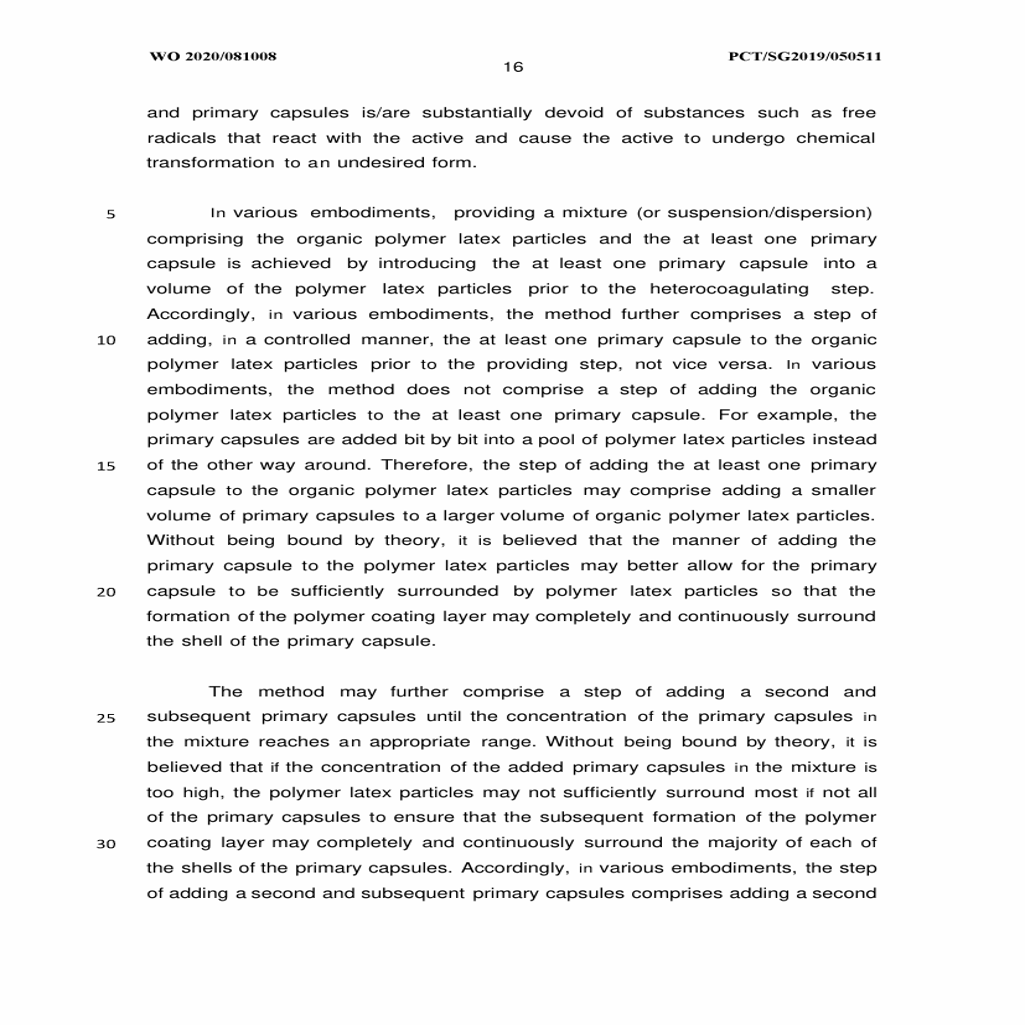 WO 2020/081008
PCT/SG2019/050511
16
and primary capsules is/are substantially devoid of substances such as free
radicals that react with the active and cause the active to undergo chemical
transformation to an undesired form.
5 In various embodiments, providing a mixture (or suspension/dispersion)
comprising the organic polymer latex particles and the at least one primary
capsule is achieved by introducing the at least one primary capsule into a
volume of the polymer latex particles prior to the heterocoagulating step.
Accordingly, in various embodiments, the method further comprises a step of
10 adding, in a controlled manner, the at least one primary capsule to the organic
polymer latex particles prior to the providing step, not vice versa. In various
embodiments, the method does not comprise a step of adding the organic
polymer latex particles to the at least one primary capsule. For example, the
primary capsules are added bit by bit into a pool of polymer latex particles instead
15 of the other way around. Therefore, the step of adding the at least one primary
capsule to the organic polymer latex particles may comprise adding a smaller
volume of primary capsules to a larger volume of organic polymer latex particles.
Without being bound by theory, it is believed that the manner of adding the
primary capsule to the polymer latex particles may better allow for the primary
20 capsule to be sufficiently surrounded by polymer latex particles so that the
formation of the polymer coating layer may completely and continuously surround
the shell of the primary capsule.
The method may further comprise a step of adding a second and
25 subsequent primary capsules until the concentration of the primary capsules in
the mixture reaches an appropriate range. Without being bound by theory, it is
believed that if the concentration of the added primary capsules in the mixture is
too high, the polymer latex particles may not sufficiently surround most if not all
of the primary capsules to ensure that the subsequent formation of the polymer
30 coating layer may completely and continuously surround the majority of each of
the shells of the primary capsules. Accordingly, in various embodiments, the step
of adding a second and subsequent primary capsules comprises adding a second